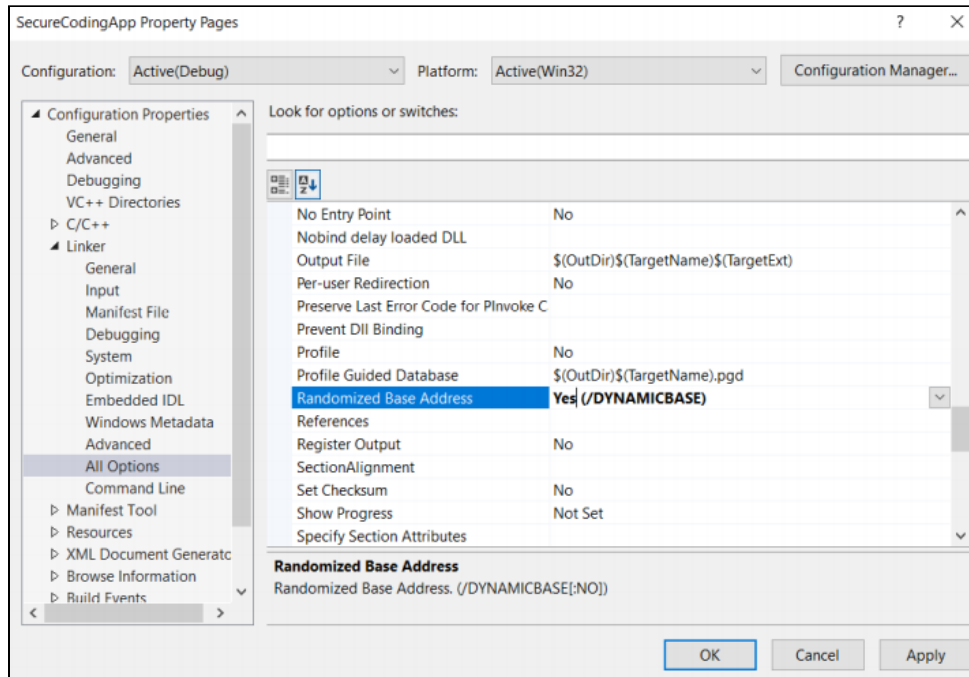 SecureCodingApp Property Pages ? ×
Configuration: Active(Debug) Platform: Active(Win32) Configuration Manager...
Configuration Properties
General
Advanced
Debugging
VC++ Directories
C/C++
Linker
General
Input
Manifest File
Debugging
System
Optimization
Embedded IDL
Windows Metadata
Advanced
All Options
Command Line
Manifest Tool
Resources
XML Document Generato
Browse Information
Build Events
Look for options or switches:
No Entry Point No
Nobind delay loaded DLL
Output File $(OutDir)$(TargetName)$(TargetExt)
Per-user Redirection No
Preserve Last Error Code for PInvoke C
Prevent Dll Binding
Profile No
Profile Guided Database $(OutDir)$(TargetName).pgd
Randomized Base Address Yes (/DYNAMICBASE)
References
Register Output No
SectionAlignment
Set Checksum No
Show Progress Not Set
Specify Section Attributes
Randomized Base Address
Randomized Base Address. (/DYNAMICBASE[:NO])
OK Cancel Apply